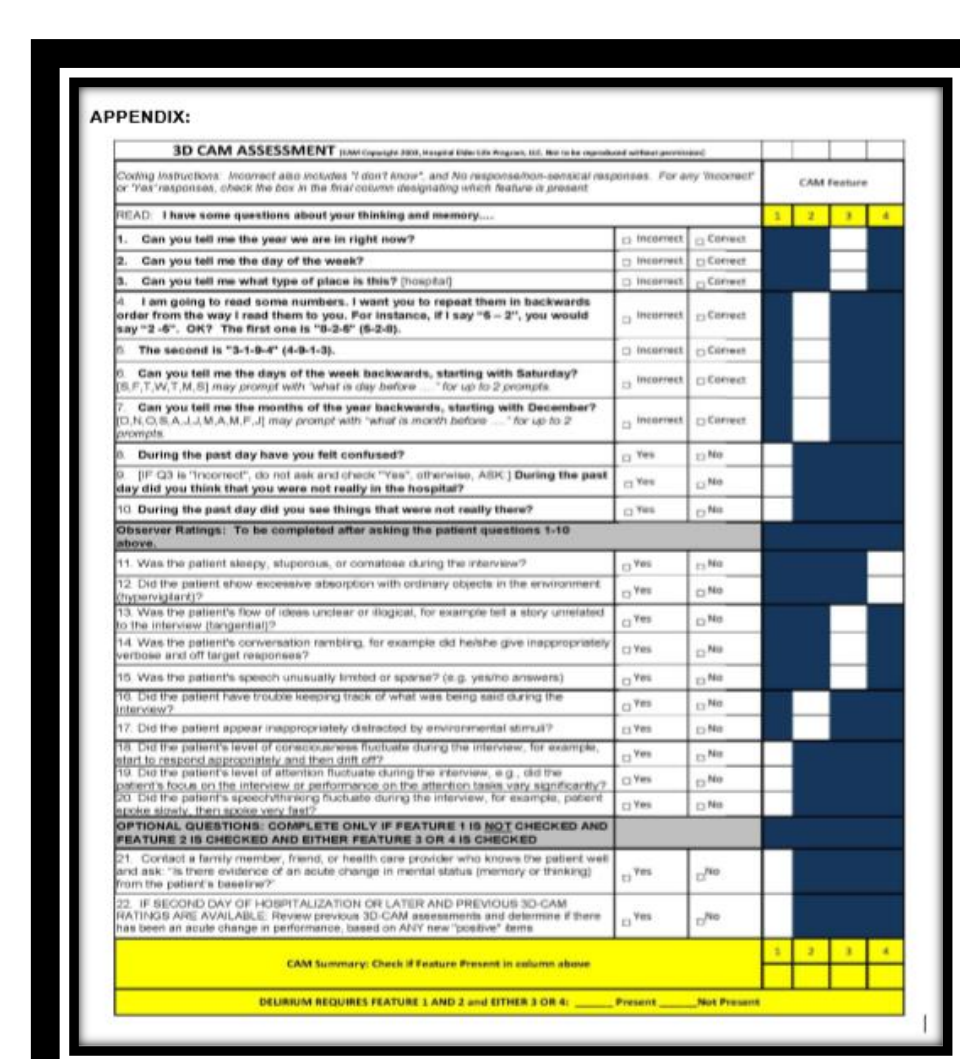 APPENDIX:
3D CAM ASSESSMENT [CAM Copyright 2003, Hospital Elder Life Program, LLC. Not to be reproduced without permission]
Coding Instructions: Incorrect also includes "I don't know", and No response/non-sensical responses. For any 'Incorrect'
or 'Yes' responses, check the box in the final column designating which feature is present
CAM Feature
READ: I have some questions about your thinking and memory....
1 2 3 4
1. Can you tell me the year we are in right now? □ Incorrect □ Correct
2. Can you tell me the day of the week? □ Incorrect □ Correct
3. Can you tell me what type of place is this? [hospital] □ Incorrect □ Correct
4. I am going to read some numbers. I want you to repeat them in backwards
order from the way I read them to you. For instance, if I say "5 – 2", you would
say "2 -5". OK? The first one is "8-2-6" (6-2-8).
□ Incorrect □ Correct
5. The second is "3-1-9-4" (4-9-1-3). □ Incorrect □ Correct
6. Can you tell me the days of the week backwards, starting with Saturday?
[S,F,T,W,T,M,S] may prompt with "what is day before ...." for up to 2 prompts.
□ Incorrect □ Correct
7. Can you tell me the months of the year backwards, starting with December?
[D,N,O,S,A,J,J,M,A,M,F,J] may prompt with "what is month before ...." for up to 2
prompts.
□ Incorrect □ Correct
8. During the past day have you felt confused? □ Yes □ No
9. [IF Q3 is "Incorrect", do not ask and check "Yes", otherwise, ASK:] During the past
day did you think that you were not really in the hospital?
□ Yes □ No
10. During the past day did you see things that were not really there? □ Yes □ No
Observer Ratings: To be completed after asking the patient questions 1-10
above.
11. Was the patient sleepy, stuporous, or comatose during the interview? □ Yes □ No
12. Did the patient show excessive absorption with ordinary objects in the environment
(hypervigilant)?
□ Yes □ No
13. Was the patient's flow of ideas unclear or illogical, for example tell a story unrelated
to the interview (tangential)?
□ Yes □ No
14. Was the patient's conversation rambling, for example did he/she give inappropriately
verbose and off target responses?
□ Yes □ No
15. Was the patient's speech unusually limited or sparse? (e.g. yes/no answers) □ Yes □ No
16. Did the patient have trouble keeping track of what was being said during the
interview?
□ Yes □ No
17. Did the patient appear inappropriately distracted by environmental stimuli? □ Yes □ No
18. Did the patient's level of consciousness fluctuate during the interview, for example,
start to respond appropriately and then drift off?
□ Yes □ No
19. Did the patient's level of attention fluctuate during the interview, e.g., did the
patient's focus on the interview or performance on the attention tasks vary significantly?
□ Yes □ No
20. Did the patient's speech/thinking fluctuate during the interview, for example, patient
spoke slowly, then spoke very fast?
□ Yes □ No
OPTIONAL QUESTIONS: COMPLETE ONLY IF FEATURE 1 IS NOT CHECKED AND
FEATURE 2 IS CHECKED AND EITHER FEATURE 3 OR 4 IS CHECKED
21. Contact a family member, friend, or health care provider who knows the patient well
and ask: "Is there evidence of an acute change in mental status (memory or thinking)
from the patient's baseline?"
□ Yes □ No
22. IF SECOND DAY OF HOSPITALIZATION OR LATER AND PREVIOUS 3D-CAM
RATINGS ARE AVAILABLE: Review previous 3D-CAM assessments and determine if there
has been an acute change in performance, based on ANY new "positive" items
□ Yes □ No
CAM Summary: Check if Feature Present in column above
1 2 3 4
DELIRIUM REQUIRES FEATURE 1 AND 2 and EITHER 3 OR 4: ______ Present ______Not Present